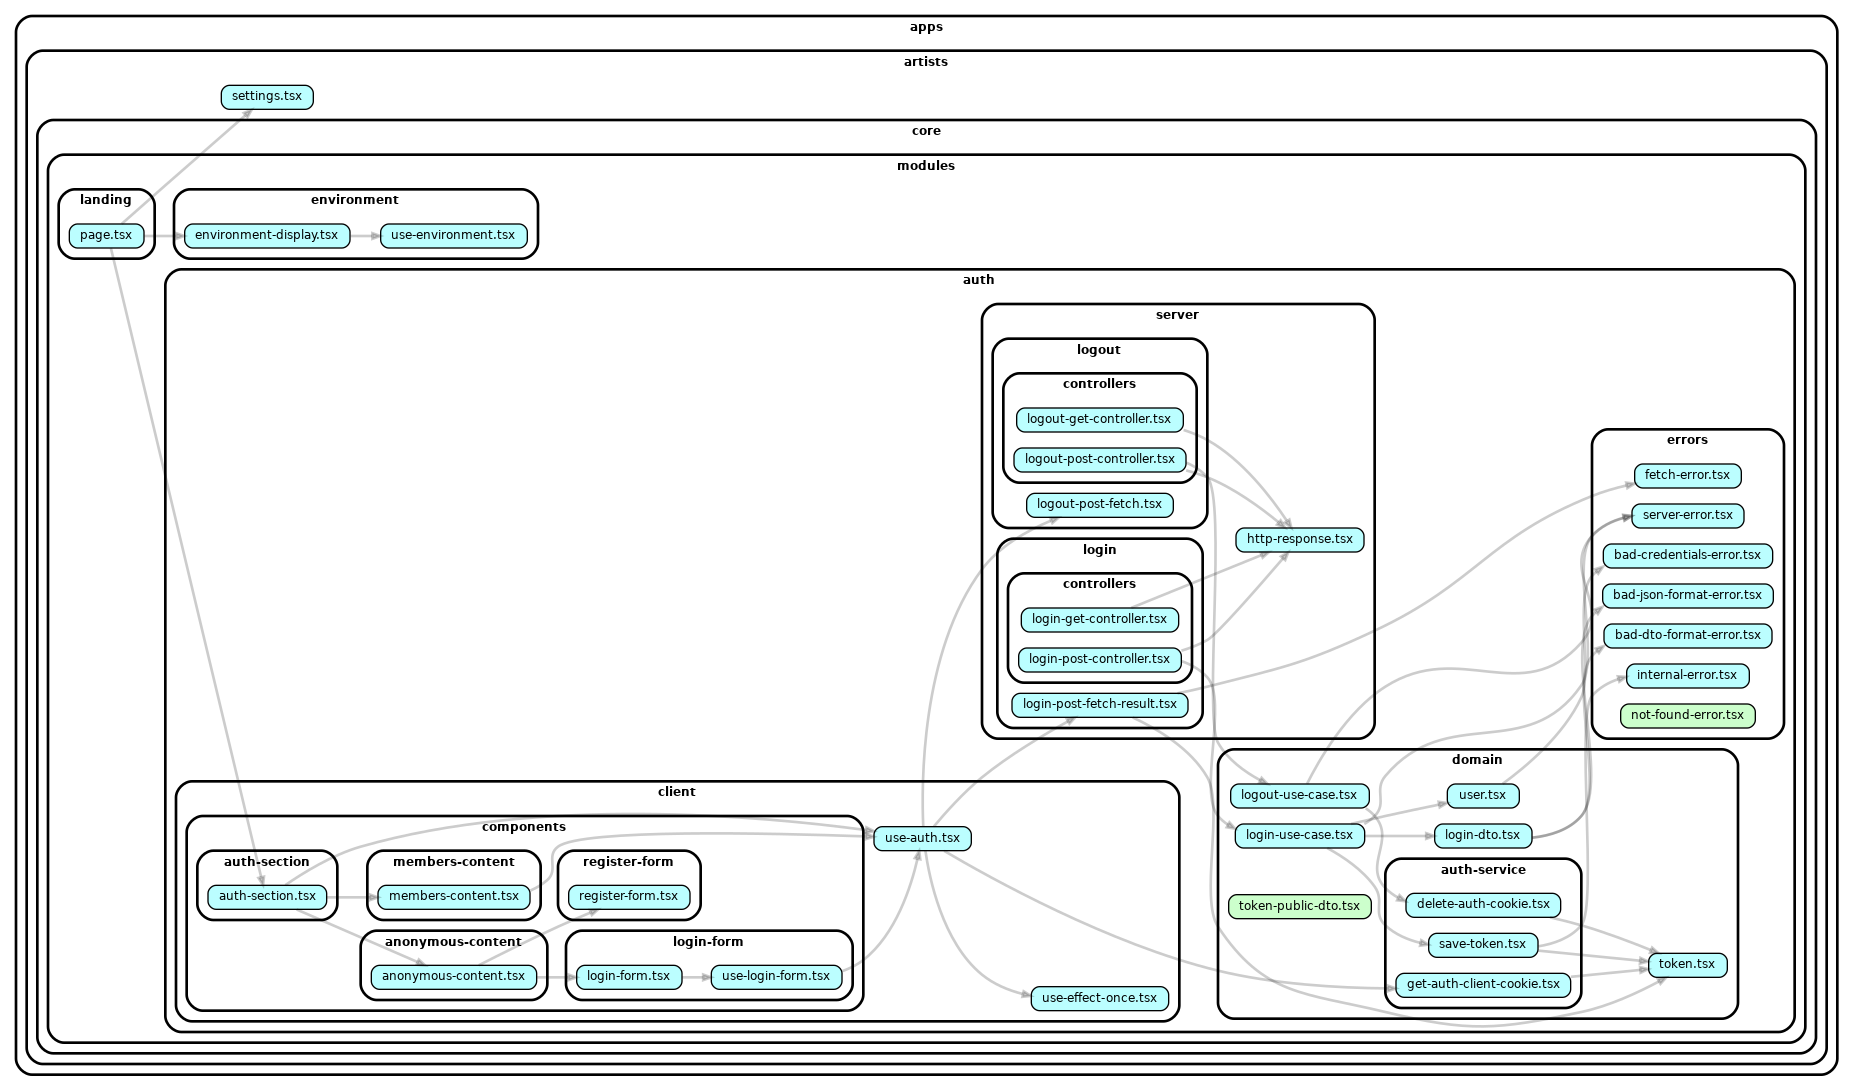 apps
artists
settings.tsx
core
modules
landing
page.tsx
environment
environment-display.tsx
use-environment.tsx
auth
server
logout
controllers
logout-get-controller.tsx
logout-post-controller.tsx
logout-post-fetch.tsx
http-response.tsx
login
controllers
login-get-controller.tsx
login-post-controller.tsx
login-post-fetch-result.tsx
errors
fetch-error.tsx
server-error.tsx
bad-credentials-error.tsx
bad-json-format-error.tsx
bad-dto-format-error.tsx
internal-error.tsx
not-found-error.tsx
domain
logout-use-case.tsx
user.tsx
login-use-case.tsx
login-dto.tsx
auth-service
delete-auth-cookie.tsx
token-public-dto.tsx
save-token.tsx
get-auth-client-cookie.tsx
token.tsx
client
components
use-auth.tsx
auth-section
auth-section.tsx
members-content
members-content.tsx
register-form
register-form.tsx
anonymous-content
anonymous-content.tsx
login-form
login-form.tsx
use-login-form.tsx
use-effect-once.tsx